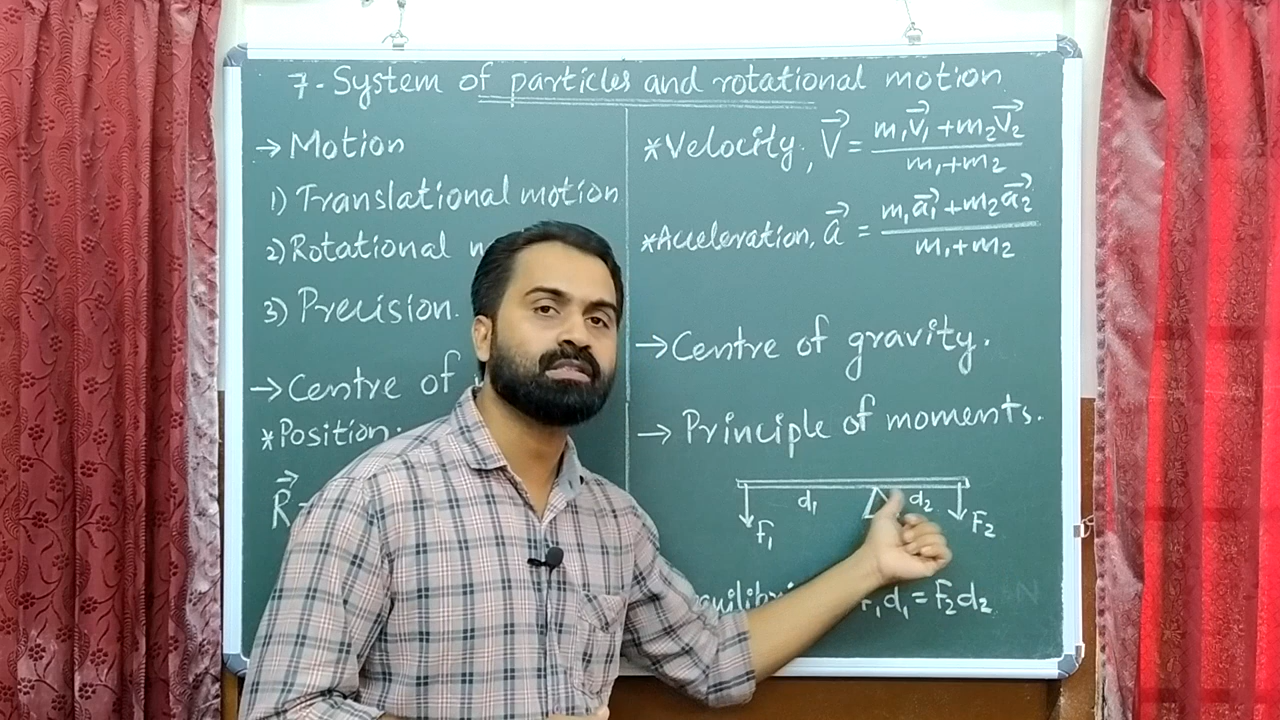 7- System of particles and rotational motion
→ Motion
1) Translational motion
2) Rotational
3) Precision.
→ Centre of
*Position.
R⃗
*Velocity, V⃗ = (m₁v⃗₁ + m₂v⃗₂) / (m₁ + m₂)
*Acceleration, a⃗ = (m₁a⃗₁ + m₂a⃗₂) / (m₁ + m₂)
→ Centre of gravity.
→ Principle of moments.
d₁ d₂
F₁ F₂
F₁d₁ = F₂d₂